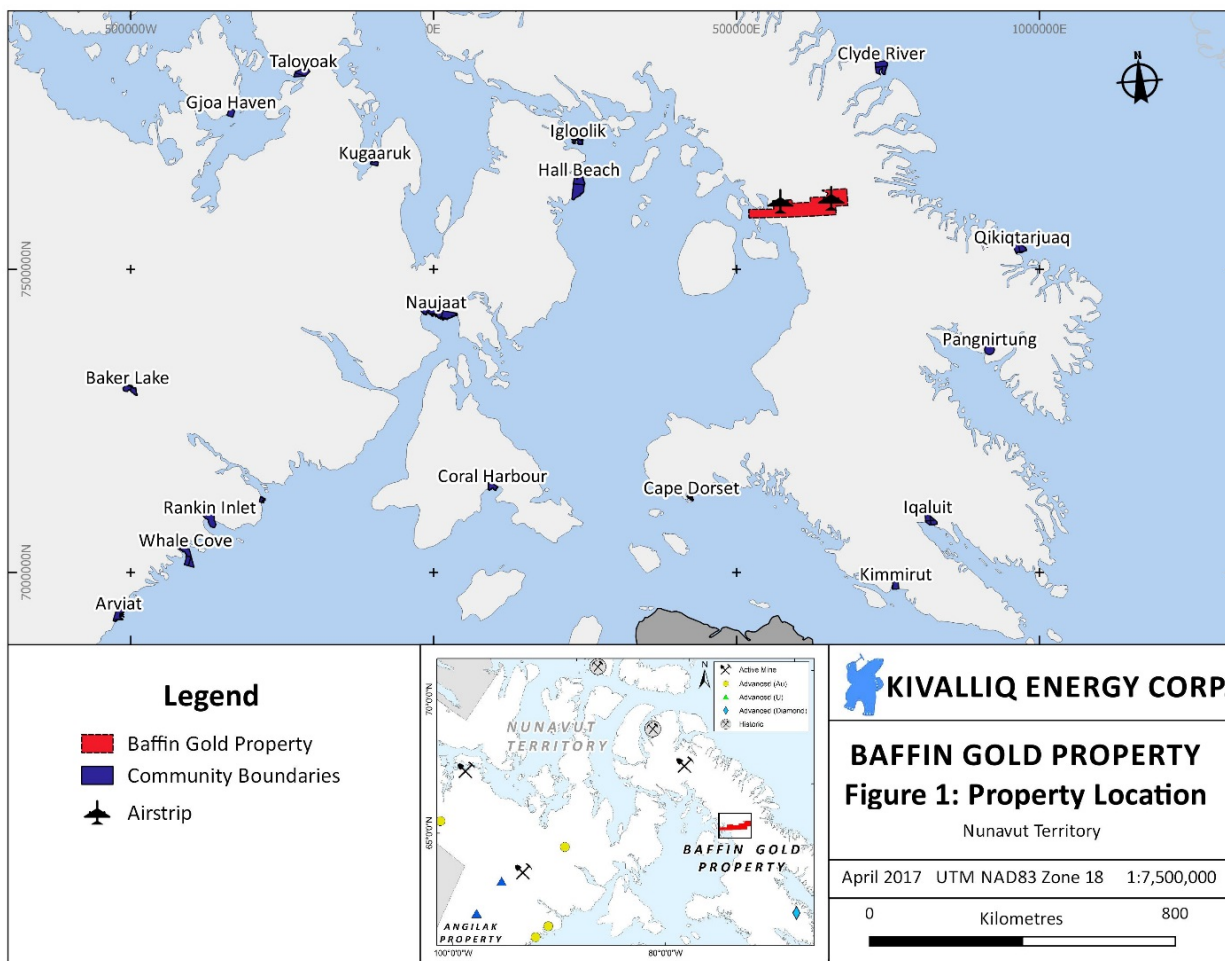 500000W
0E
500000E
1000000E
Clyde River
Taloyoak
N
Gjoa Haven
Igloolik
Kugaaruk
Hall Beach
Qikiqtarjuaq
7500000N
Naujaat
Pangnirtung
Baker Lake
Coral Harbour
Cape Dorset
Rankin Inlet
Iqaluit
Whale Cove
Kimmirut
7000000N
Arviat
Legend
Baffin Gold Property
Community Boundaries
Airstrip
N
Active Mine
Advanced (Au)
Advanced (U)
Advanced (Diamond)
Historic
70°0'0"N
NUNAVUT
TERRITORY
65°0'0"N
BAFFIN GOLD
PROPERTY
ANGILAK
PROPERTY
100°0'0"W
80°0'0"W
KIVALLIQ ENERGY CORP.
BAFFIN GOLD PROPERTY
Figure 1: Property Location
Nunavut Territory
April 2017 UTM NAD83 Zone 18 1:7,500,000
0 Kilometres 800